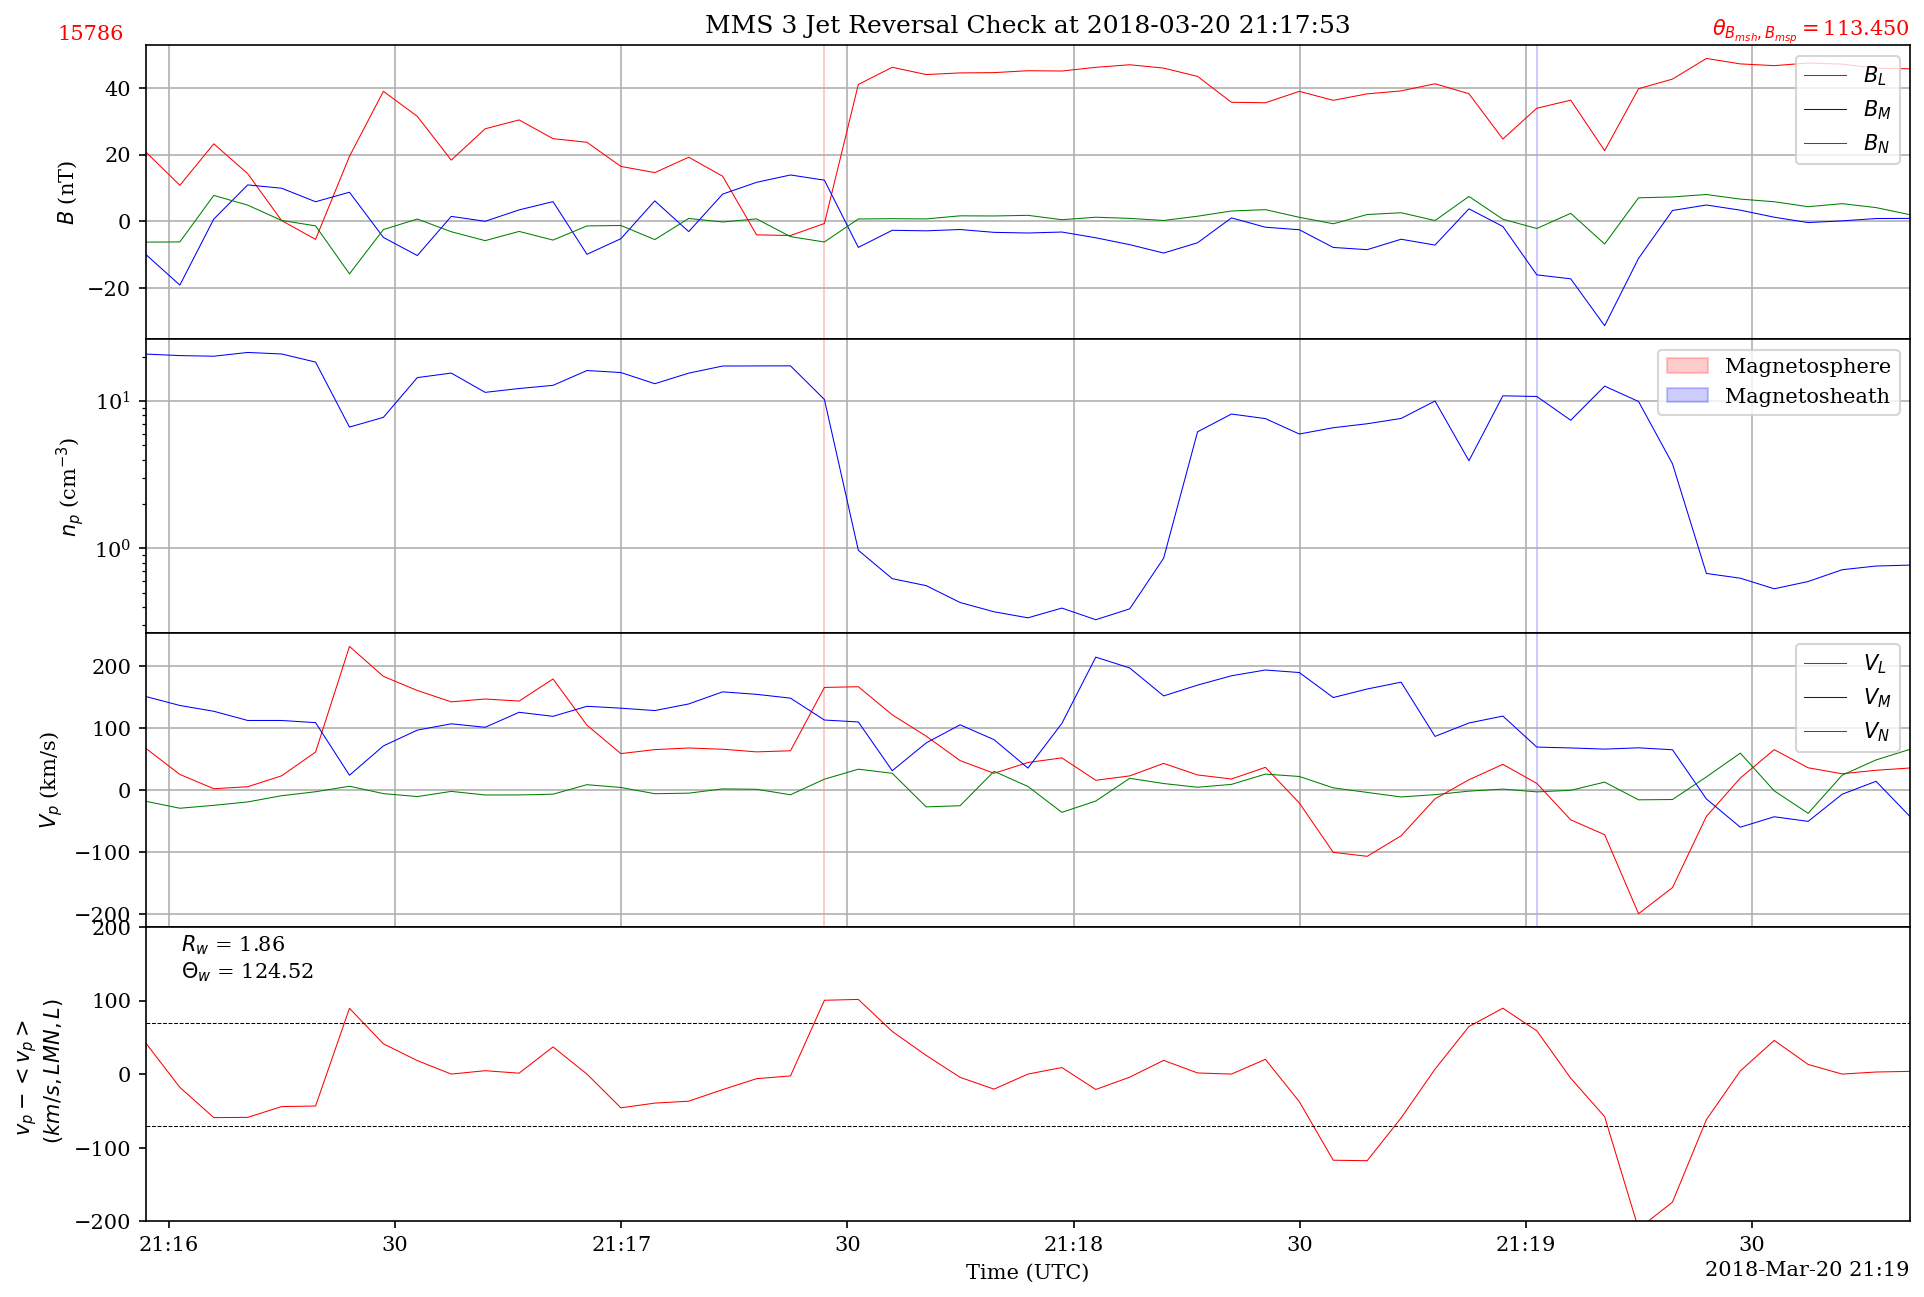 MMS 3 Jet Reversal Check at 2018-03-20 21:17:53
15786
θ_{B_{msh}, B_{msp}} = 113.450
40
20
0
−20
B (nT)
B_L
B_M
B_N
10^1
10^0
n_p (cm^{−3})
Magnetosphere
Magnetosheath
200
100
0
−100
−200
V_p (km/s)
V_L
V_M
V_N
200
100
0
−100
−200
v_p − < v_p >
(km/s, LMN, L)
R_w = 1.86
Θ_w = 124.52
21:16 30 21:17 30 21:18 30 21:19 30
Time (UTC)
2018-Mar-20 21:19